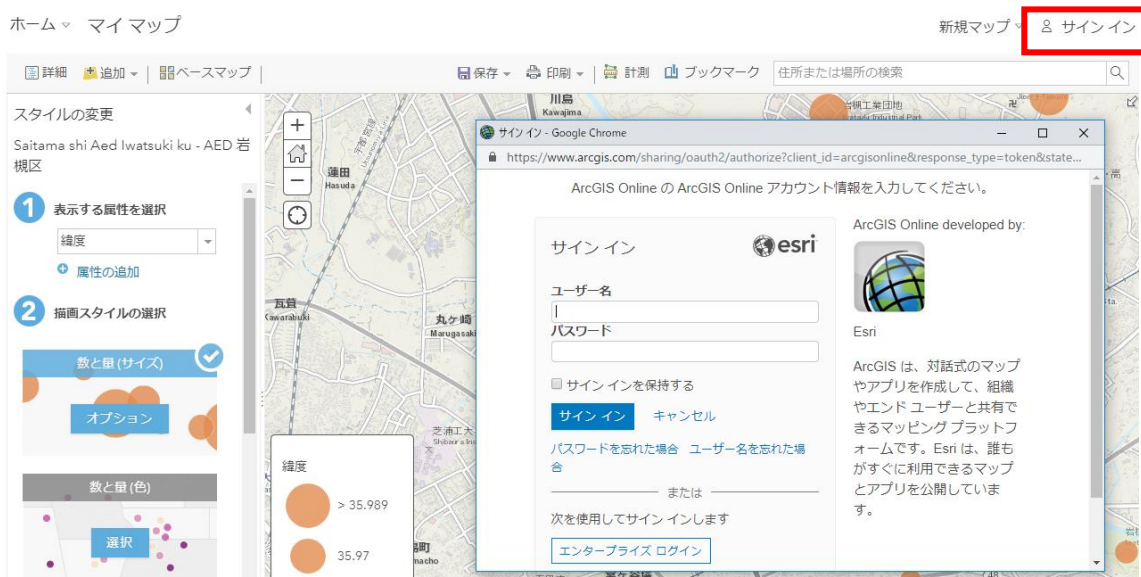 ホーム マイ マップ
新規マップ サイン イン
詳細 追加 ベースマップ 保存 印刷 計測 ブックマーク 住所または場所の検索
スタイルの変更
Saitama shi Aed Iwatsuki ku - AED 岩
槻区
1 表示する属性を選択
緯度
属性の追加
2 描画スタイルの選択
数と量(サイズ)
オプション
数と量(色)
選択
川島
Kawajima
蓮田
Hasuda
瓦葺
丸ケ崎
Marugasaki
芝浦工大
緯度
> 35.989
35.97
サイン イン - Google Chrome
https://www.arcgis.com/sharing/oauth2/authorize?client_id=arcgisonline&response_type=token&state...
ArcGIS Online の ArcGIS Online アカウント情報を入力してください。
サイン イン
esri
ユーザー名
パスワード
サイン インを保持する
サイン イン キャンセル
パスワードを忘れた場合 ユーザー名を忘れた場
合
または
次を使用してサイン インします
エンタープライズ ログイン
ArcGIS Online developed by:
Esri
ArcGIS は、対話式のマップ
やアプリを作成して、組織
やエンド ユーザーと共有で
きるマッピング プラットフ
ォームです。Esri は、誰も
がすぐに利用できるマップ
とアプリを公開していま
す。